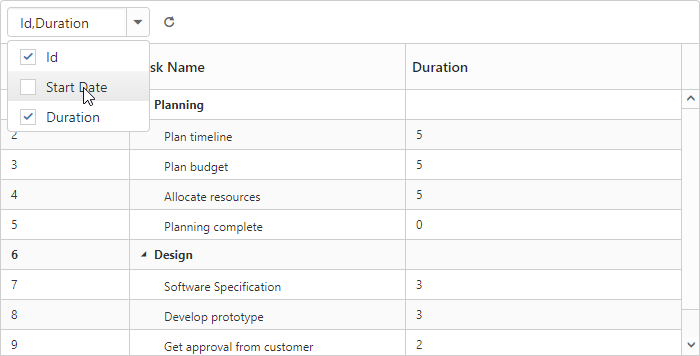 Id,Duration
Id
Start Date
Duration
sk Name Duration
Planning
2 Plan timeline 5
3 Plan budget 5
4 Allocate resources 5
5 Planning complete 0
6 Design
7 Software Specification 3
8 Develop prototype 3
9 Get approval from customer 2